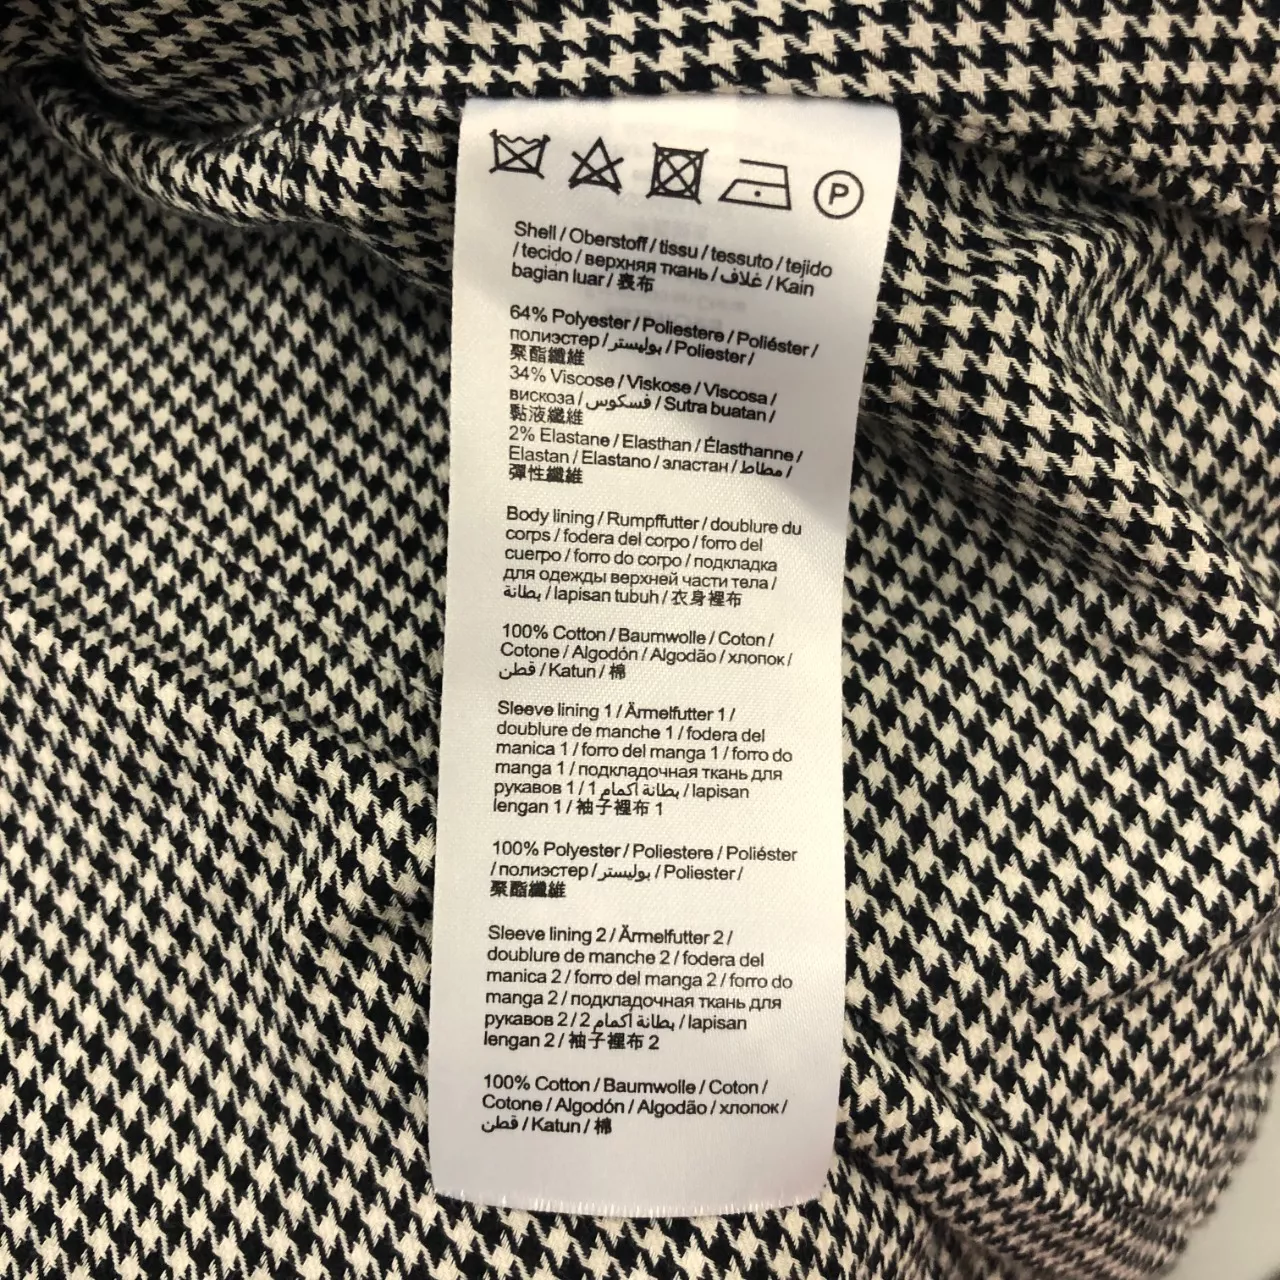 P
Shell / Oberstoff / tissu / tessuto / tejido
/ tecido / верхняя ткань / غلاف / Kain
bagian luar / 表布
64% Polyester / Poliestere / Poliéster /
полиэстер / بوليستر / Poliester /
聚酯纖維
34% Viscose / Viskose / Viscosa /
вискоза / فسكوس / Sutra buatan /
黏液纖維
2% Elastane / Elasthan / Élasthanne /
Elastan / Elastano / эластан / مطاط /
彈性纖維
Body lining / Rumpffutter / doublure du
corps / fodera del corpo / forro del
cuerpo / forro do corpo / подкладка
для одежды верхней части тела /
بطانة / lapisan tubuh / 衣身裡布
100% Cotton / Baumwolle / Coton /
Cotone / Algodón / Algodão / хлопок /
قطن / Katun / 棉
Sleeve lining 1 / Ärmelfutter 1 /
doublure de manche 1 / fodera del
manica 1 / forro del manga 1 / forro do
manga 1 / подкладочная ткань для
рукавов 1 / بطانة أكمام 1 / lapisan
lengan 1 / 袖子裡布 1
100% Polyester / Poliestere / Poliéster
/ полиэстер / بوليستر / Poliester /
聚酯纖維
Sleeve lining 2 / Ärmelfutter 2 /
doublure de manche 2 / fodera del
manica 2 / forro del manga 2 / forro do
manga 2 / подкладочная ткань для
рукавов 2 / بطانة أكمام 2 / lapisan
lengan 2 / 袖子裡布 2
100% Cotton / Baumwolle / Coton /
Cotone / Algodón / Algodão / хлопок /
قطن / Katun / 棉